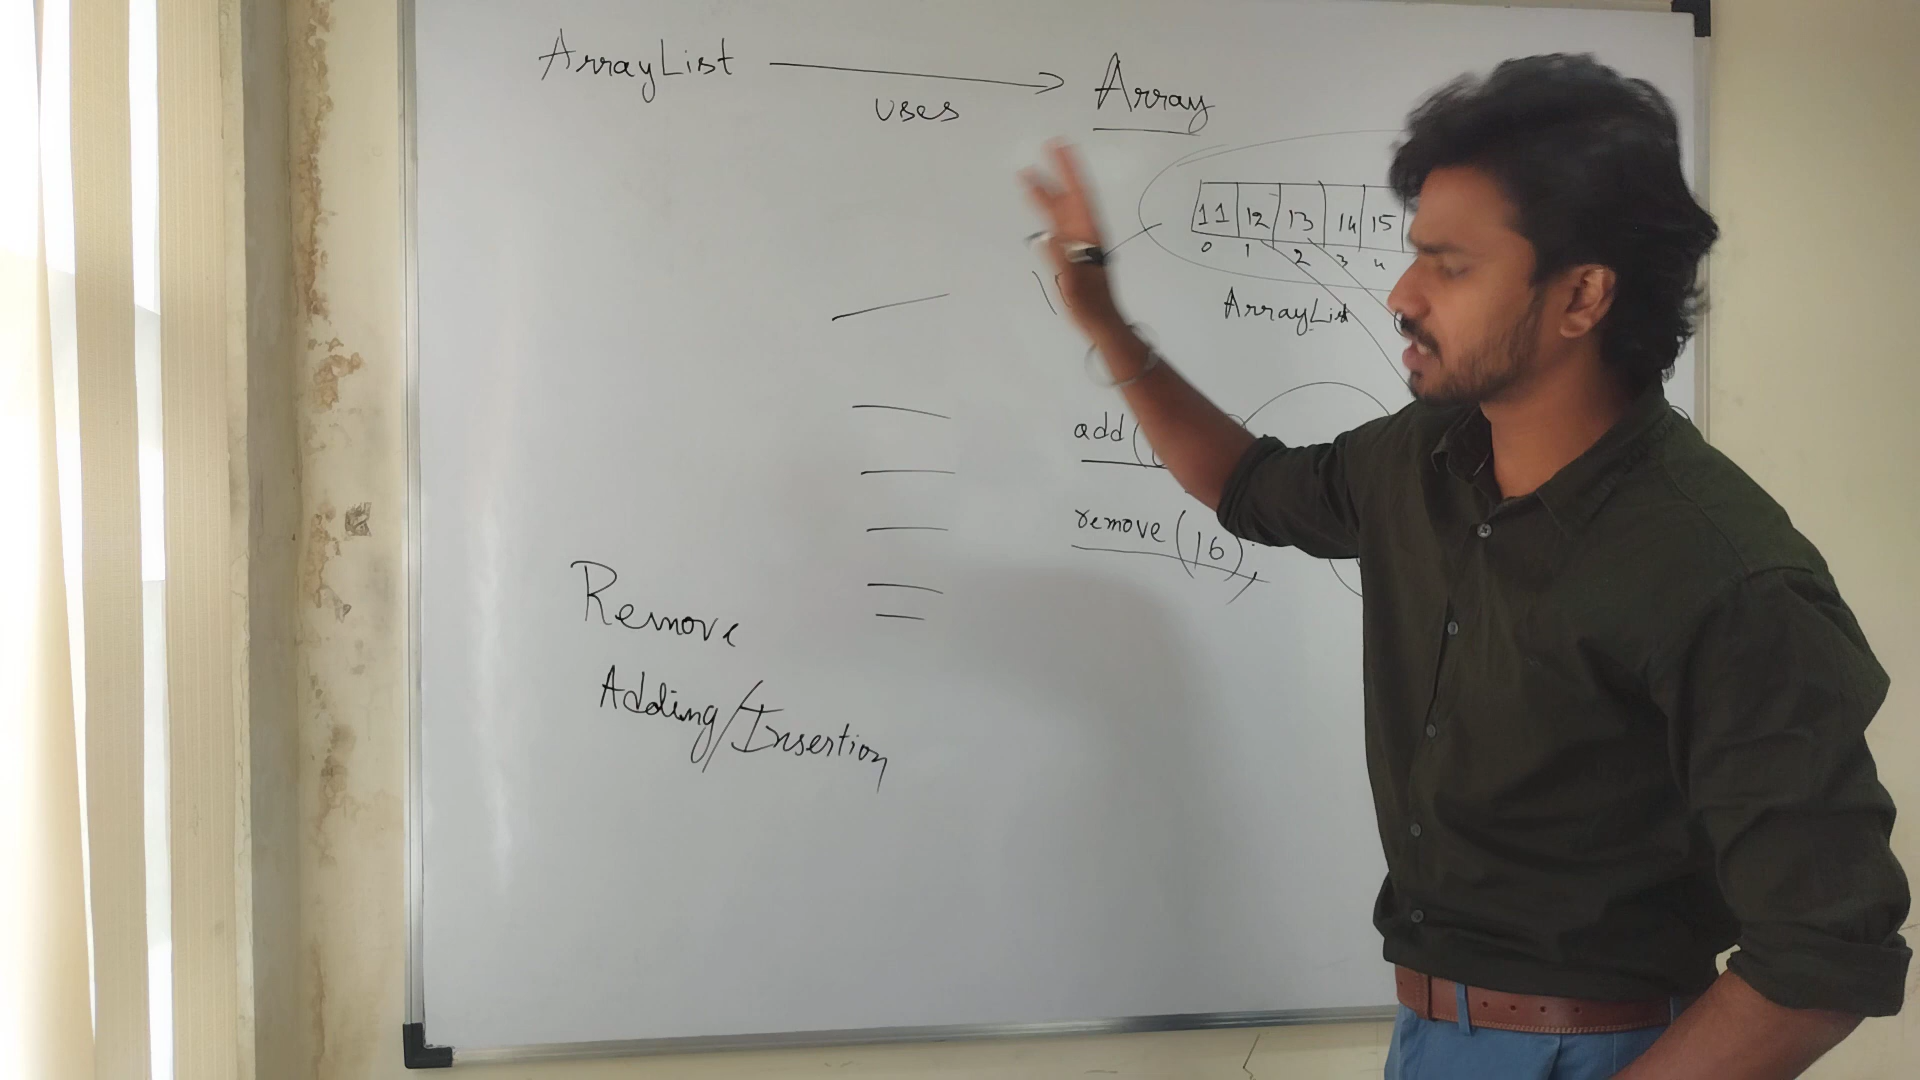 ArrayList
uses
Array
11 12 13 14 15
0 1 2 3 4
ArrayList
add(
remove(16);
Remove
Adding/Insertion